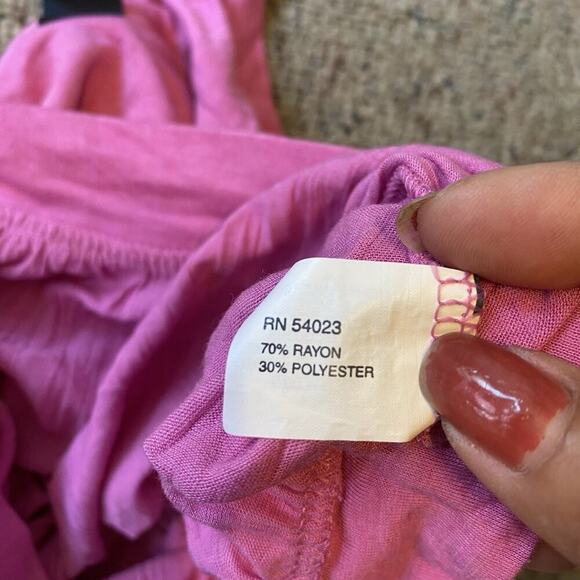 RN 54023
70% RAYON
30% POLYESTER